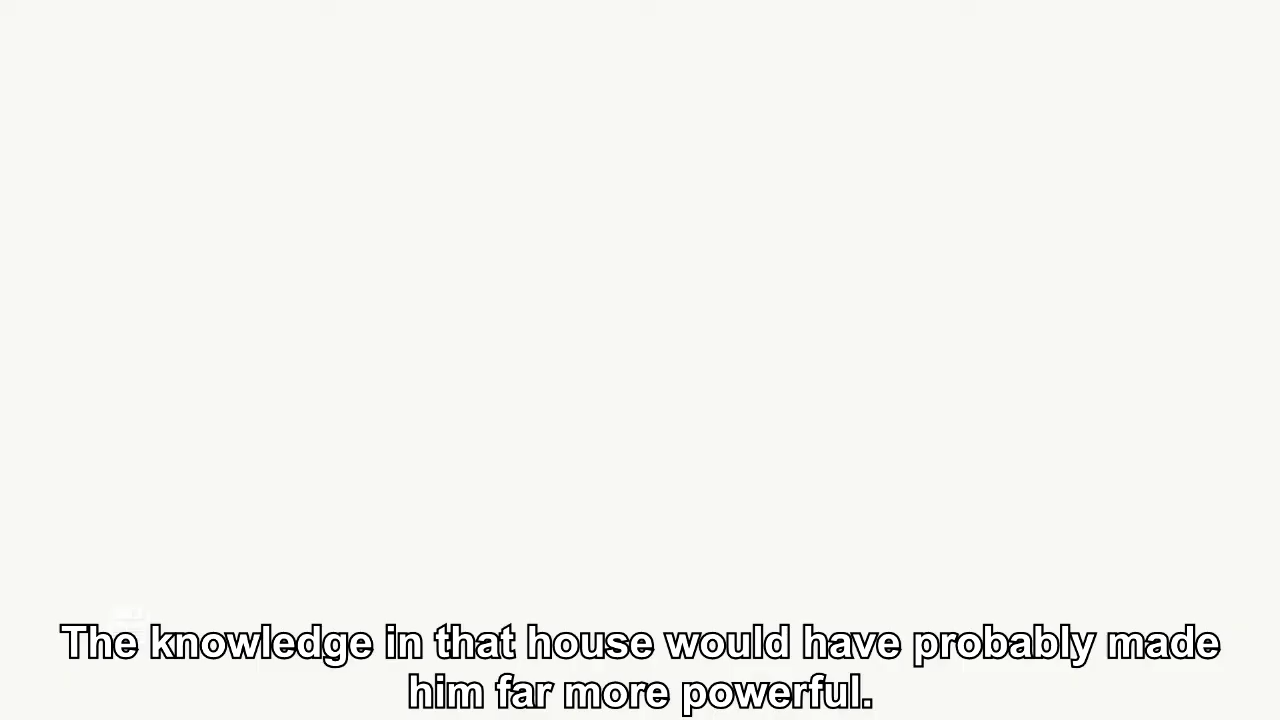 The knowledge in that house would have probably made
him far more powerful.